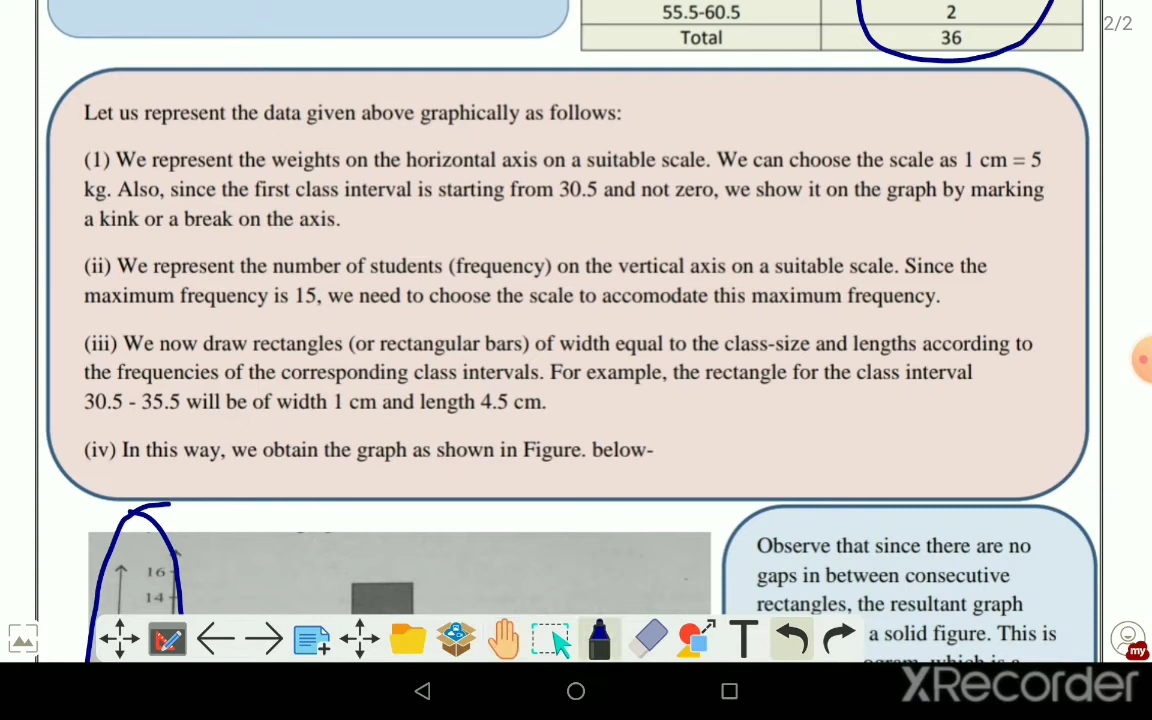 55.5-60.5 2
Total 36
2/2
Let us represent the data given above graphically as follows:
(1) We represent the weights on the horizontal axis on a suitable scale. We can choose the scale as 1 cm = 5
kg. Also, since the first class interval is starting from 30.5 and not zero, we show it on the graph by marking
a kink or a break on the axis.
(ii) We represent the number of students (frequency) on the vertical axis on a suitable scale. Since the
maximum frequency is 15, we need to choose the scale to accomodate this maximum frequency.
(iii) We now draw rectangles (or rectangular bars) of width equal to the class-size and lengths according to
the frequencies of the corresponding class intervals. For example, the rectangle for the class interval
30.5 - 35.5 will be of width 1 cm and length 4.5 cm.
(iv) In this way, we obtain the graph as shown in Figure. below-
16
14
Observe that since there are no
gaps in between consecutive
rectangles, the resultant graph
a solid figure. This is
which is a
T
my
XRecorder